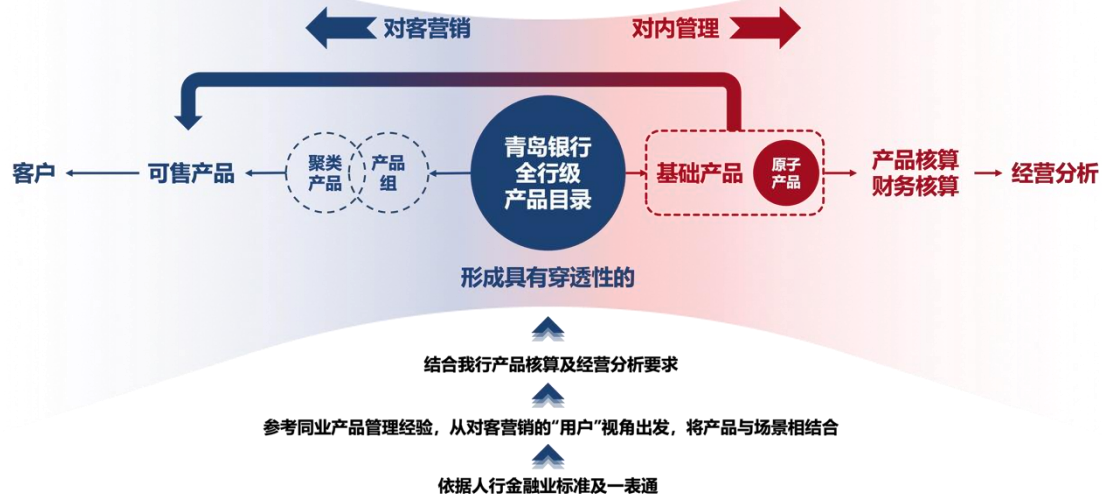 对客营销
对内管理
客户
可售产品
聚类
产品
产品
组
青岛银行
全行级
产品目录
基础产品
原子
产品
产品核算
财务核算
经营分析
形成具有穿透性的
结合我行产品核算及经营分析要求
参考同业产品管理经验，从对客营销的“用户”视角出发，将产品与场景相结合
依据人行金融业标准及一表通